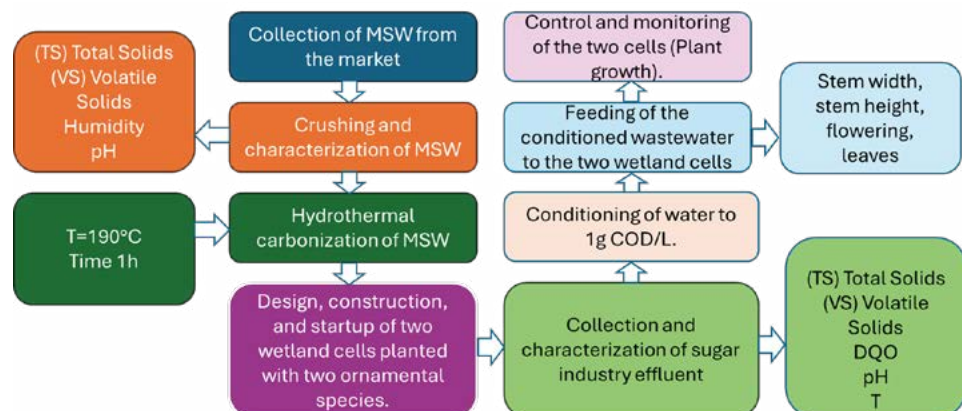 Collection of MSW from
the market
(TS) Total Solids
(VS) Volatile
Solids
Humidity
pH
Crushing and
characterization of MSW
T=190°C
Time 1h
Hydrothermal
carbonization of MSW
Design, construction,
and startup of two
wetland cells planted
with two ornamental
species.
Collection and
characterization of sugar
industry effluent
(TS) Total Solids
(VS) Volatile
Solids
DQO
pH
T
Conditioning of water to
1g COD/L.
Feeding of the
conditioned wastewater
to the two wetland cells
Stem width,
stem height,
flowering,
leaves
Control and monitoring
of the two cells (Plant
growth).